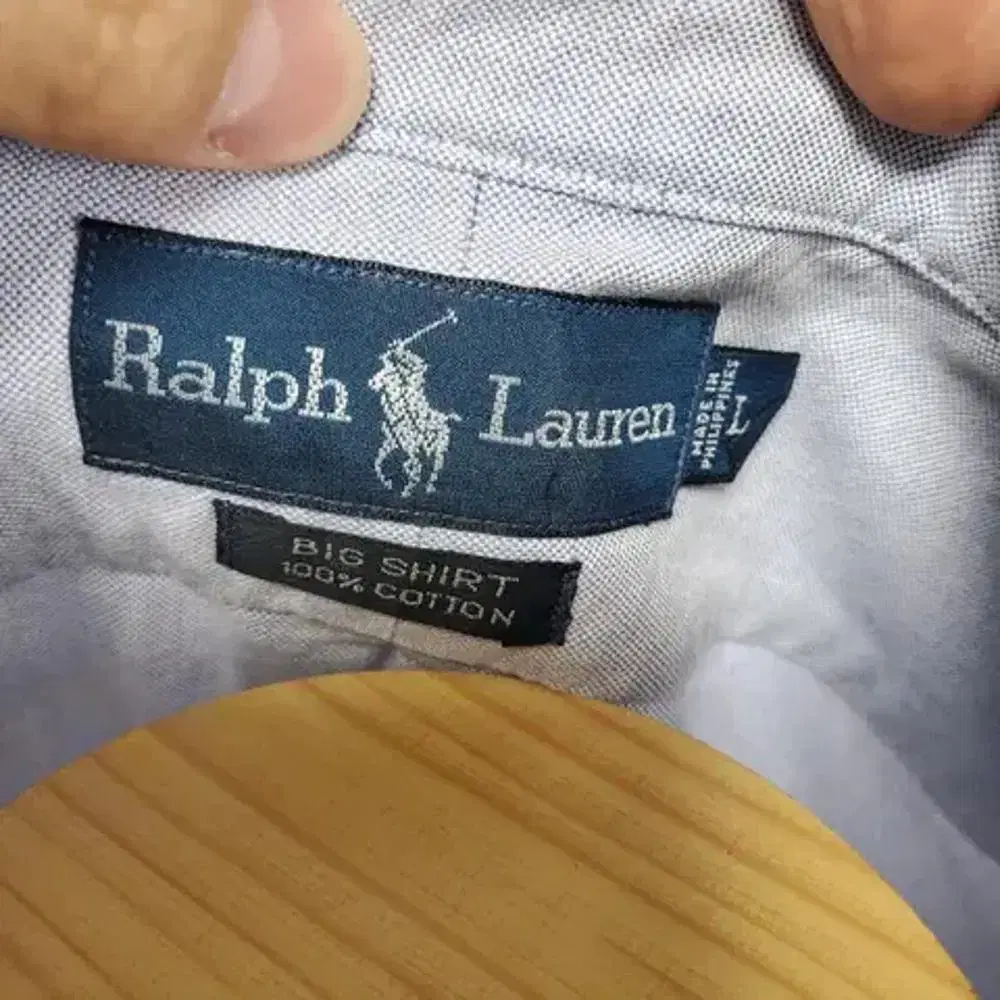 Ralph Lauren
MADE IN
PHILIPPINES
L
BIG SHIRT
100% COTTON